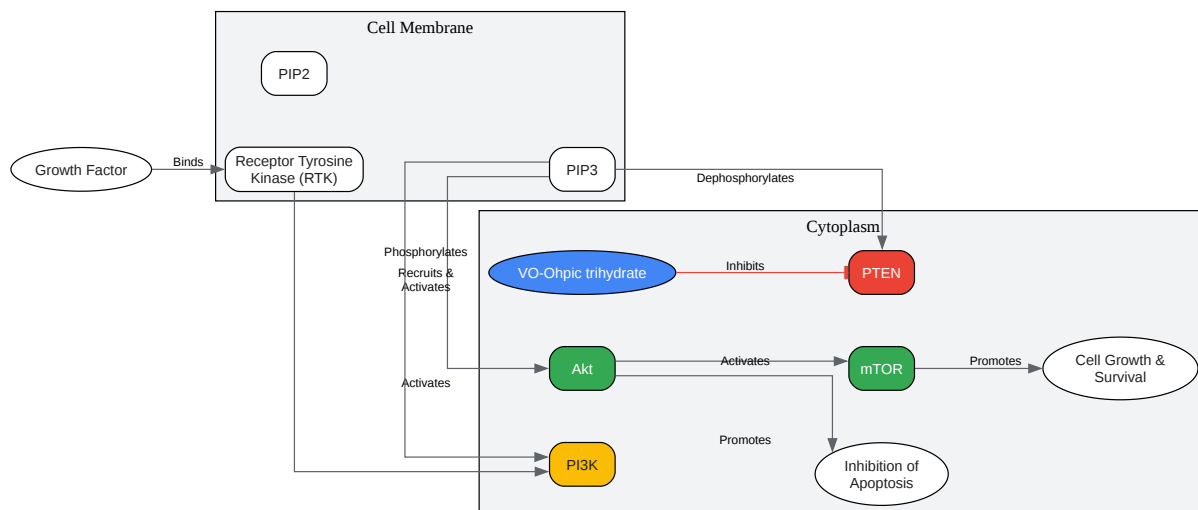 Cell Membrane
PIP2
Growth Factor
Binds
Receptor Tyrosine
Kinase (RTK)
PIP3
Dephosphorylates
Cytoplasm
Phosphorylates
Recruits &
Activates
VO-Ohpic trihydrate
Inhibits
PTEN
Activates
Akt
Activates
mTOR
Promotes
Cell Growth &
Survival
Promotes
PI3K
Inhibition of
Apoptosis